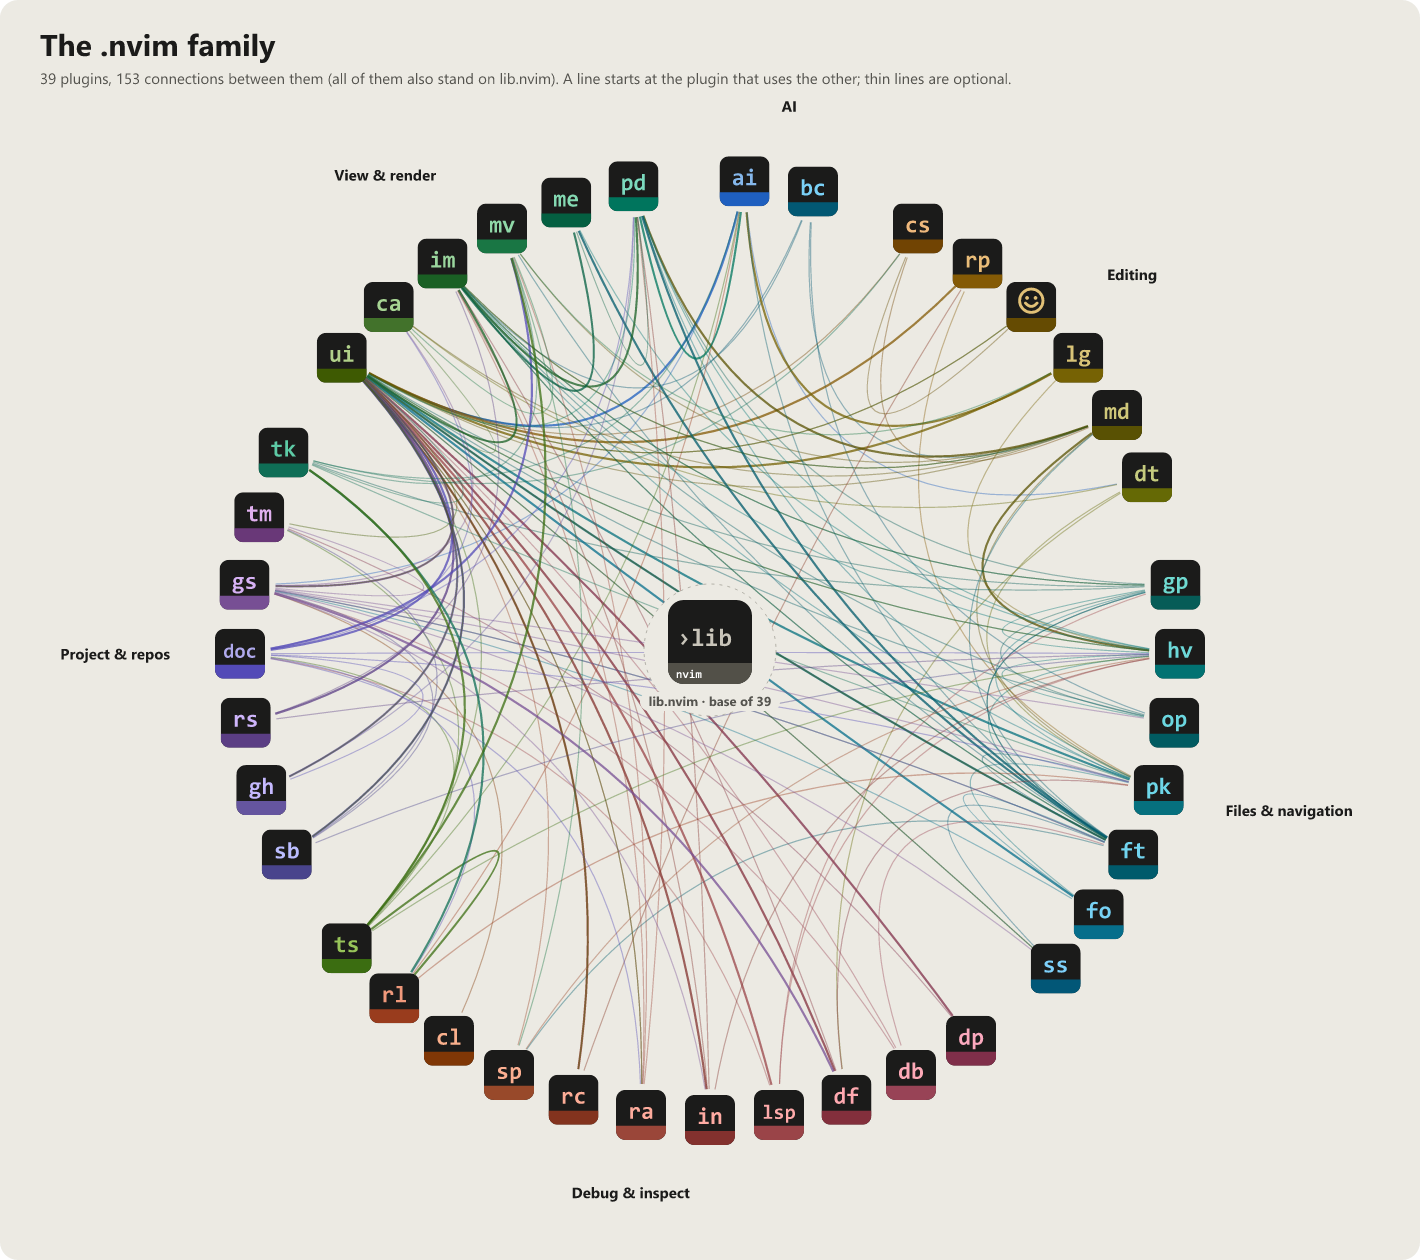 The .nvim family
39 plugins, 153 connections between them (all of them also stand on lib.nvim). A line starts at the plugin that uses the other; thin lines are optional.
AI
View & render
pd
ai
bc
me
mv
cs
im
rp
Editing
ca
ui
lg
md
tk
dt
tm
gs
gp
›lib
nvim
lib.nvim · base of 39
Project & repos
doc
hv
rs
op
gh
pk
Files & navigation
sb
ft
fo
ts
ss
rl
cl
dp
sp
db
rc
df
ra
in
lsp
Debug & inspect